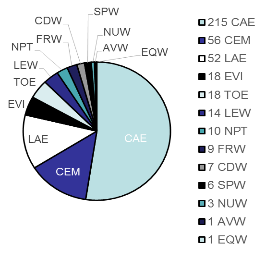 SPW
CDW
NUW
FRW
AVW
NPT
EQW
LEW
TOE
EVI
LAE
CAE
CEM
215 CAE
56 CEM
52 LAE
18 EVI
18 TOE
14 LEW
10 NPT
9 FRW
7 CDW
6 SPW
3 NUW
1 AVW
1 EQW